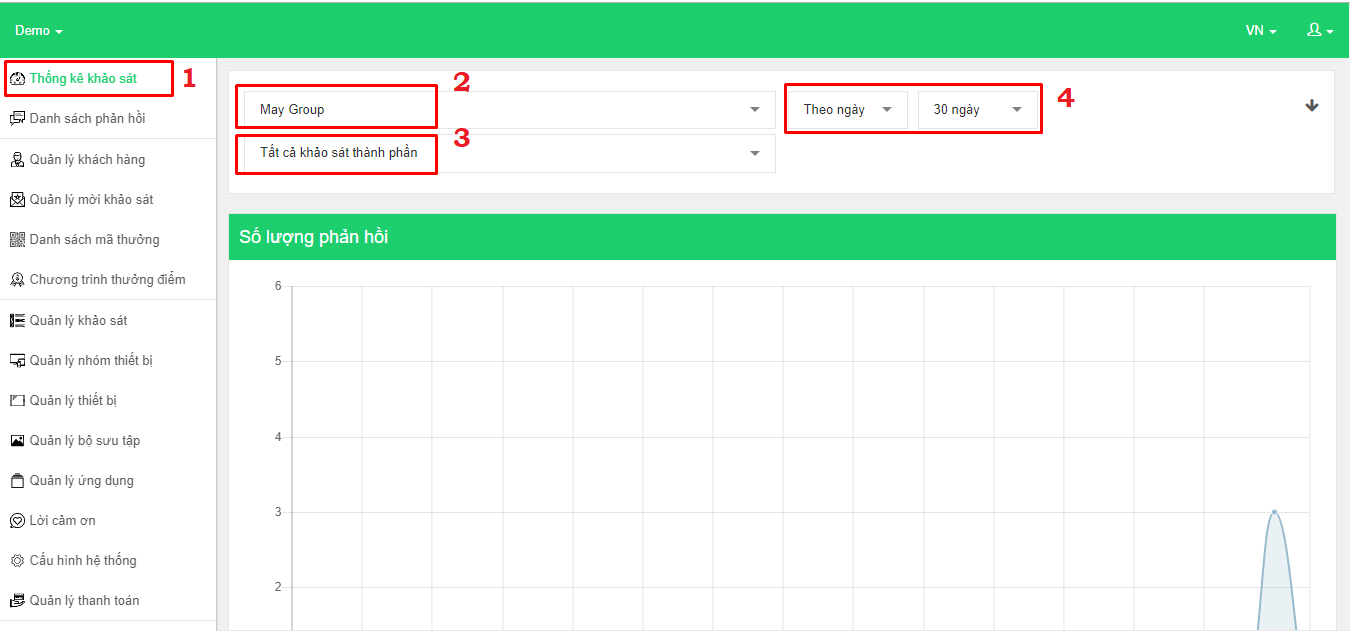 Demo
VN
Thống kê khảo sát
1
Danh sách phản hồi
Quản lý khách hàng
Quản lý mời khảo sát
Danh sách mã thưởng
Chương trình thưởng điểm
Quản lý khảo sát
Quản lý nhóm thiết bị
Quản lý thiết bị
Quản lý bộ sưu tập
Quản lý ứng dụng
Lời cảm ơn
Cấu hình hệ thống
Quản lý thanh toán
2
May Group
3
Tất cả khảo sát thành phần
Theo ngày
30 ngày
4
Số lượng phản hồi
6
5
4
3
2